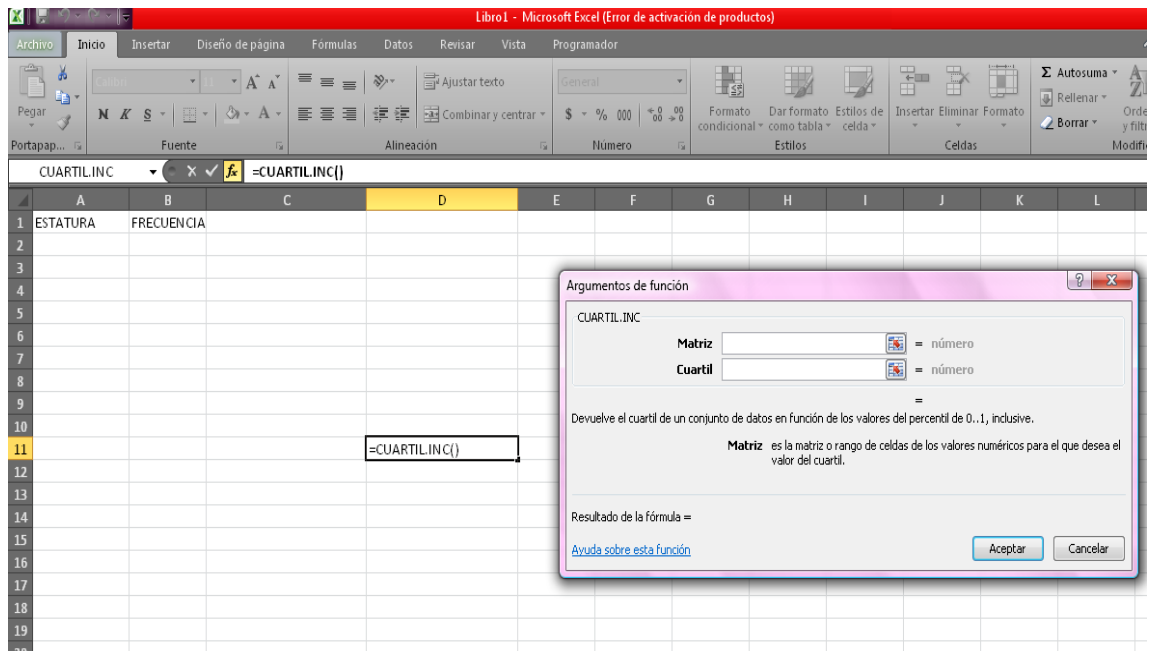 Libro1 - Microsoft Excel (Error de activación de productos)
Archivo Inicio Insertar Diseño de página Fórmulas Datos Revisar Vista Programador
Pegar
Calibri 11
N K S A
Ajustar texto
Combinar y centrar
General
$ % 000
Formato condicional
Dar formato como tabla
Estilos de celda
Insertar Eliminar Formato
Σ Autosuma
Rellenar
Borrar
Orde
y filtr
Portapap... Fuente Alineación Número Estilos Celdas Modifi
CUARTIL.INC fx =CUARTIL.INC()
A B C D E F G H I J K L
1 ESTATURA FRECUENCIA
2
3
4
5
6
7
8
9
10
11 =CUARTIL.INC()
12
13
14
15
16
17
18
19
Argumentos de función
CUARTIL.INC
Matriz = número
Cuartil = número
=
Devuelve el cuartil de un conjunto de datos en función de los valores del percentil de 0..1, inclusive.
Matriz es la matriz o rango de celdas de los valores numéricos para el que desea el
valor del cuartil.
Resultado de la fórmula =
Ayuda sobre esta función Aceptar Cancelar